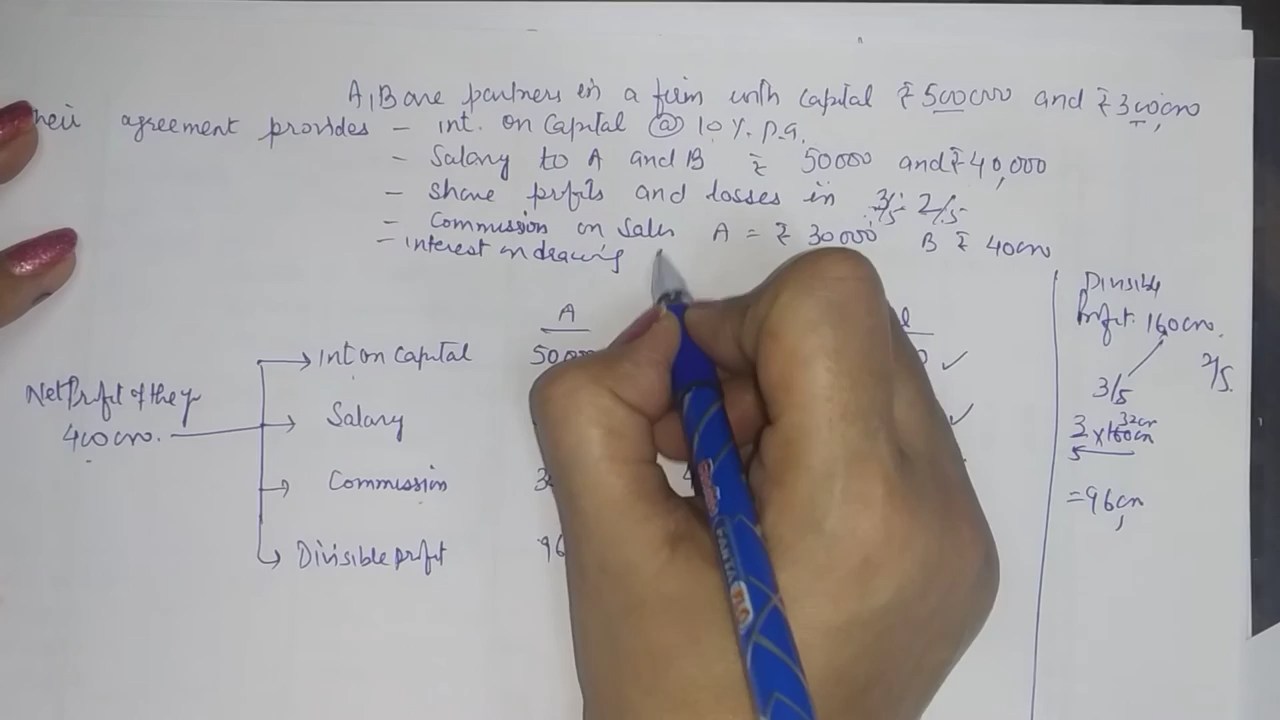 A, B are partners in a firm with capital ₹ 500000 and ₹ 300000,
agreement provides - int. on capital @ 10 %. p.a.
- Salary to A and B ₹ 50000 and ₹ 40,000
- Share profits and losses in 3/5 2/5
- Commission on Sales A = ₹ 30000 B ₹ 40000
- interest on drawing
A
Int on Capital 50000
Net Profit of the y
400000.
Salary
Commission
Divisible profit 96
Divisible
Profit. 160000.
3/5 2/5.
32000
3 x 160000
5
= 96000,